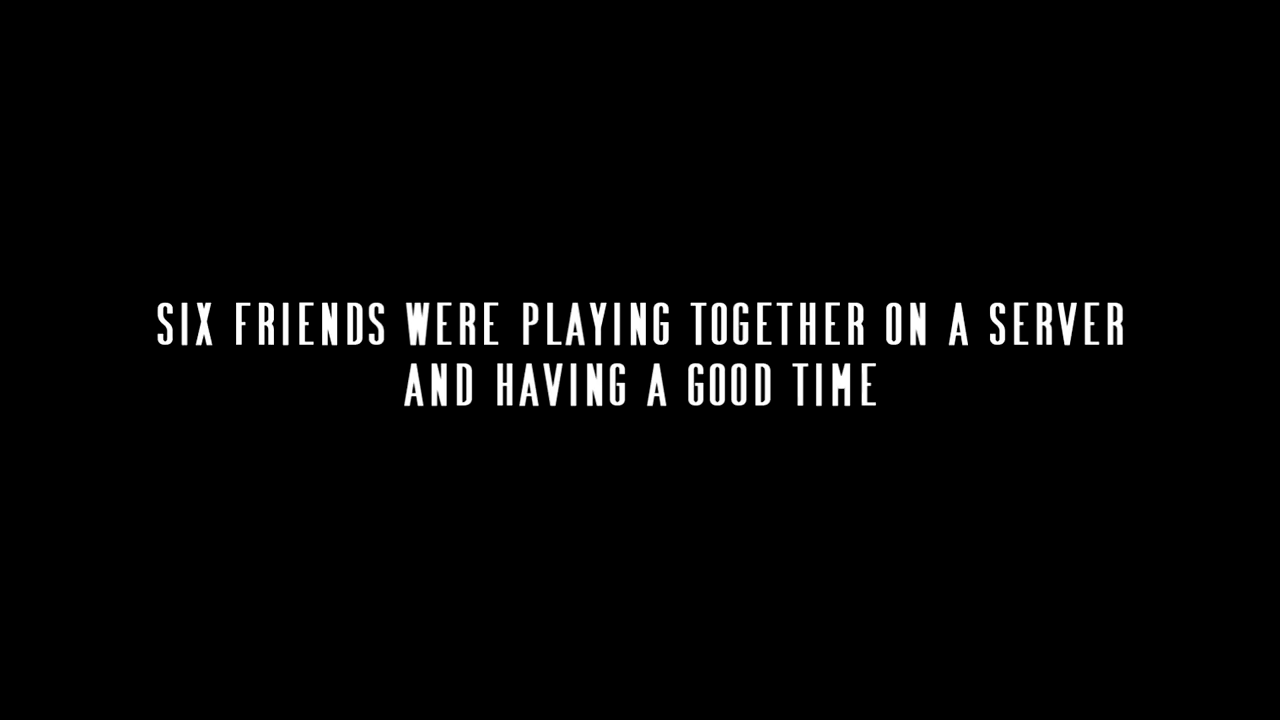 SIX FRIENDS WERE PLAYING TOGETHER ON A SERVER
AND HAVING A GOOD TIME